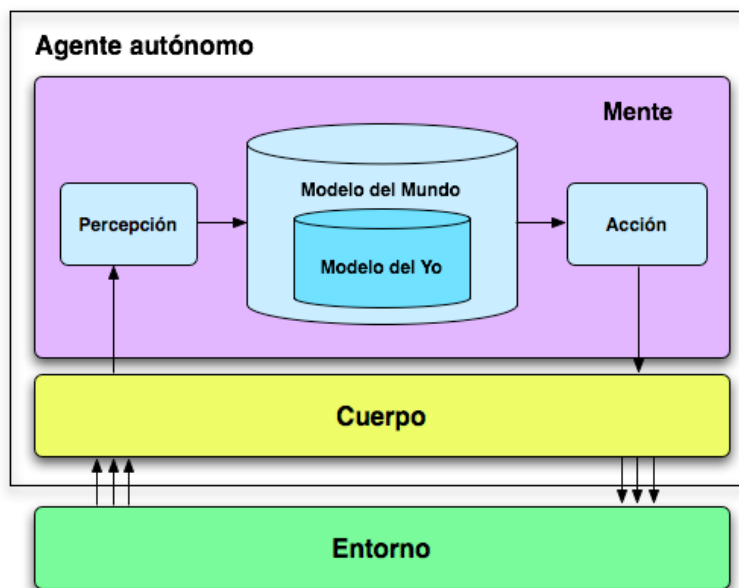 Agente autónomo
Mente
Modelo del Mundo
Percepción
Acción
Modelo del Yo
Cuerpo
Entorno